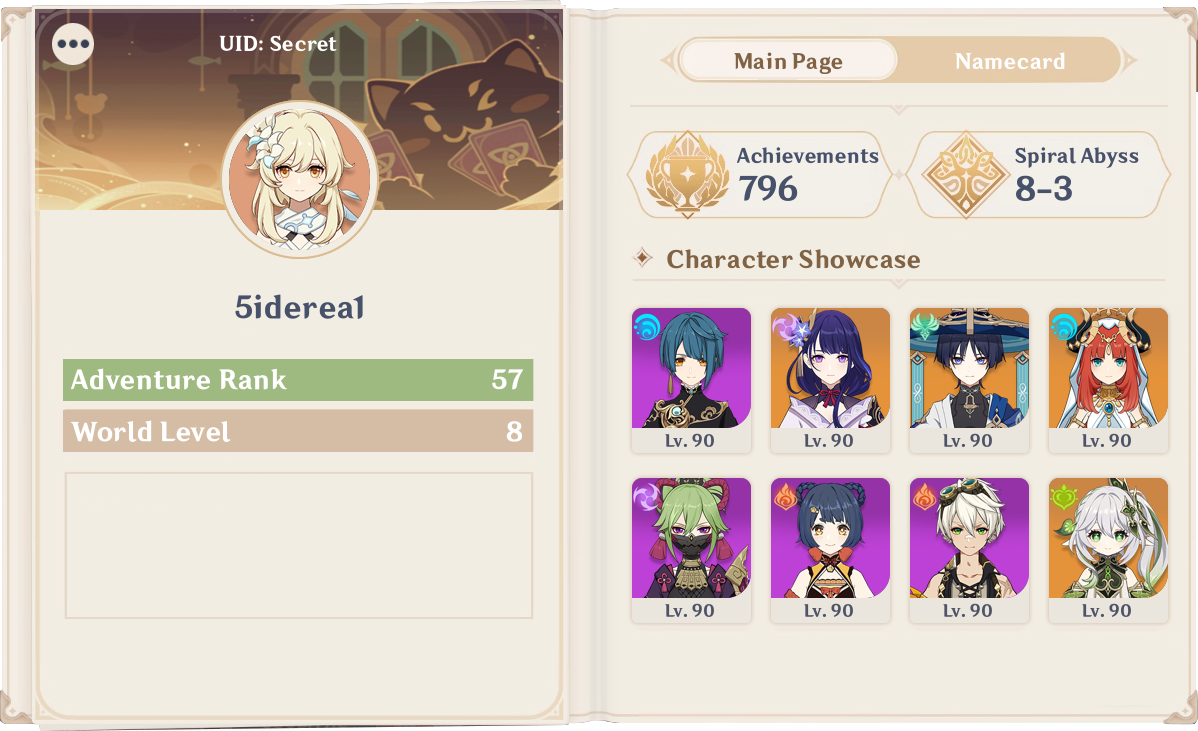 UID: Secret
5iderea1
Adventure Rank 57
World Level 8
Main Page
Namecard
Achievements
796
Spiral Abyss
8-3
Character Showcase
Lv. 90
Lv. 90
Lv. 90
Lv. 90
Lv. 90
Lv. 90
Lv. 90
Lv. 90